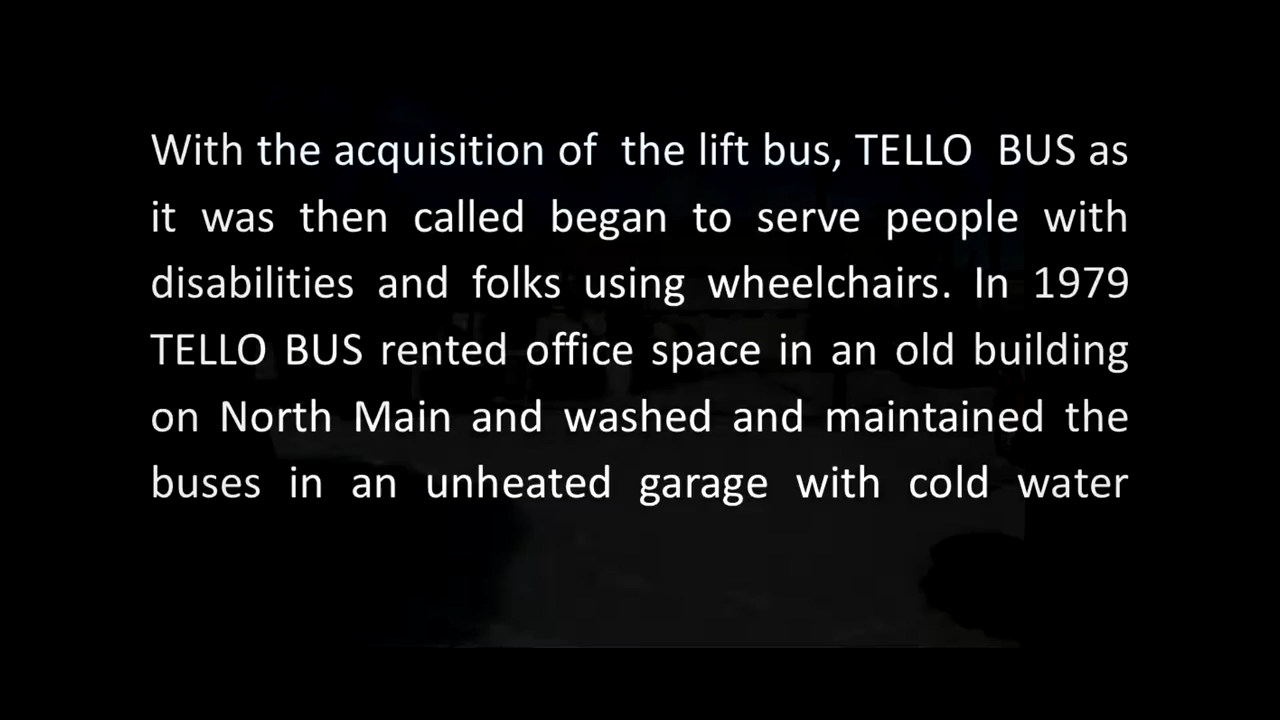 With the acquisition of the lift bus, TELLO BUS as
it was then called began to serve people with
disabilities and folks using wheelchairs. In 1979
TELLO BUS rented office space in an old building
on North Main and washed and maintained the
buses in an unheated garage with cold water